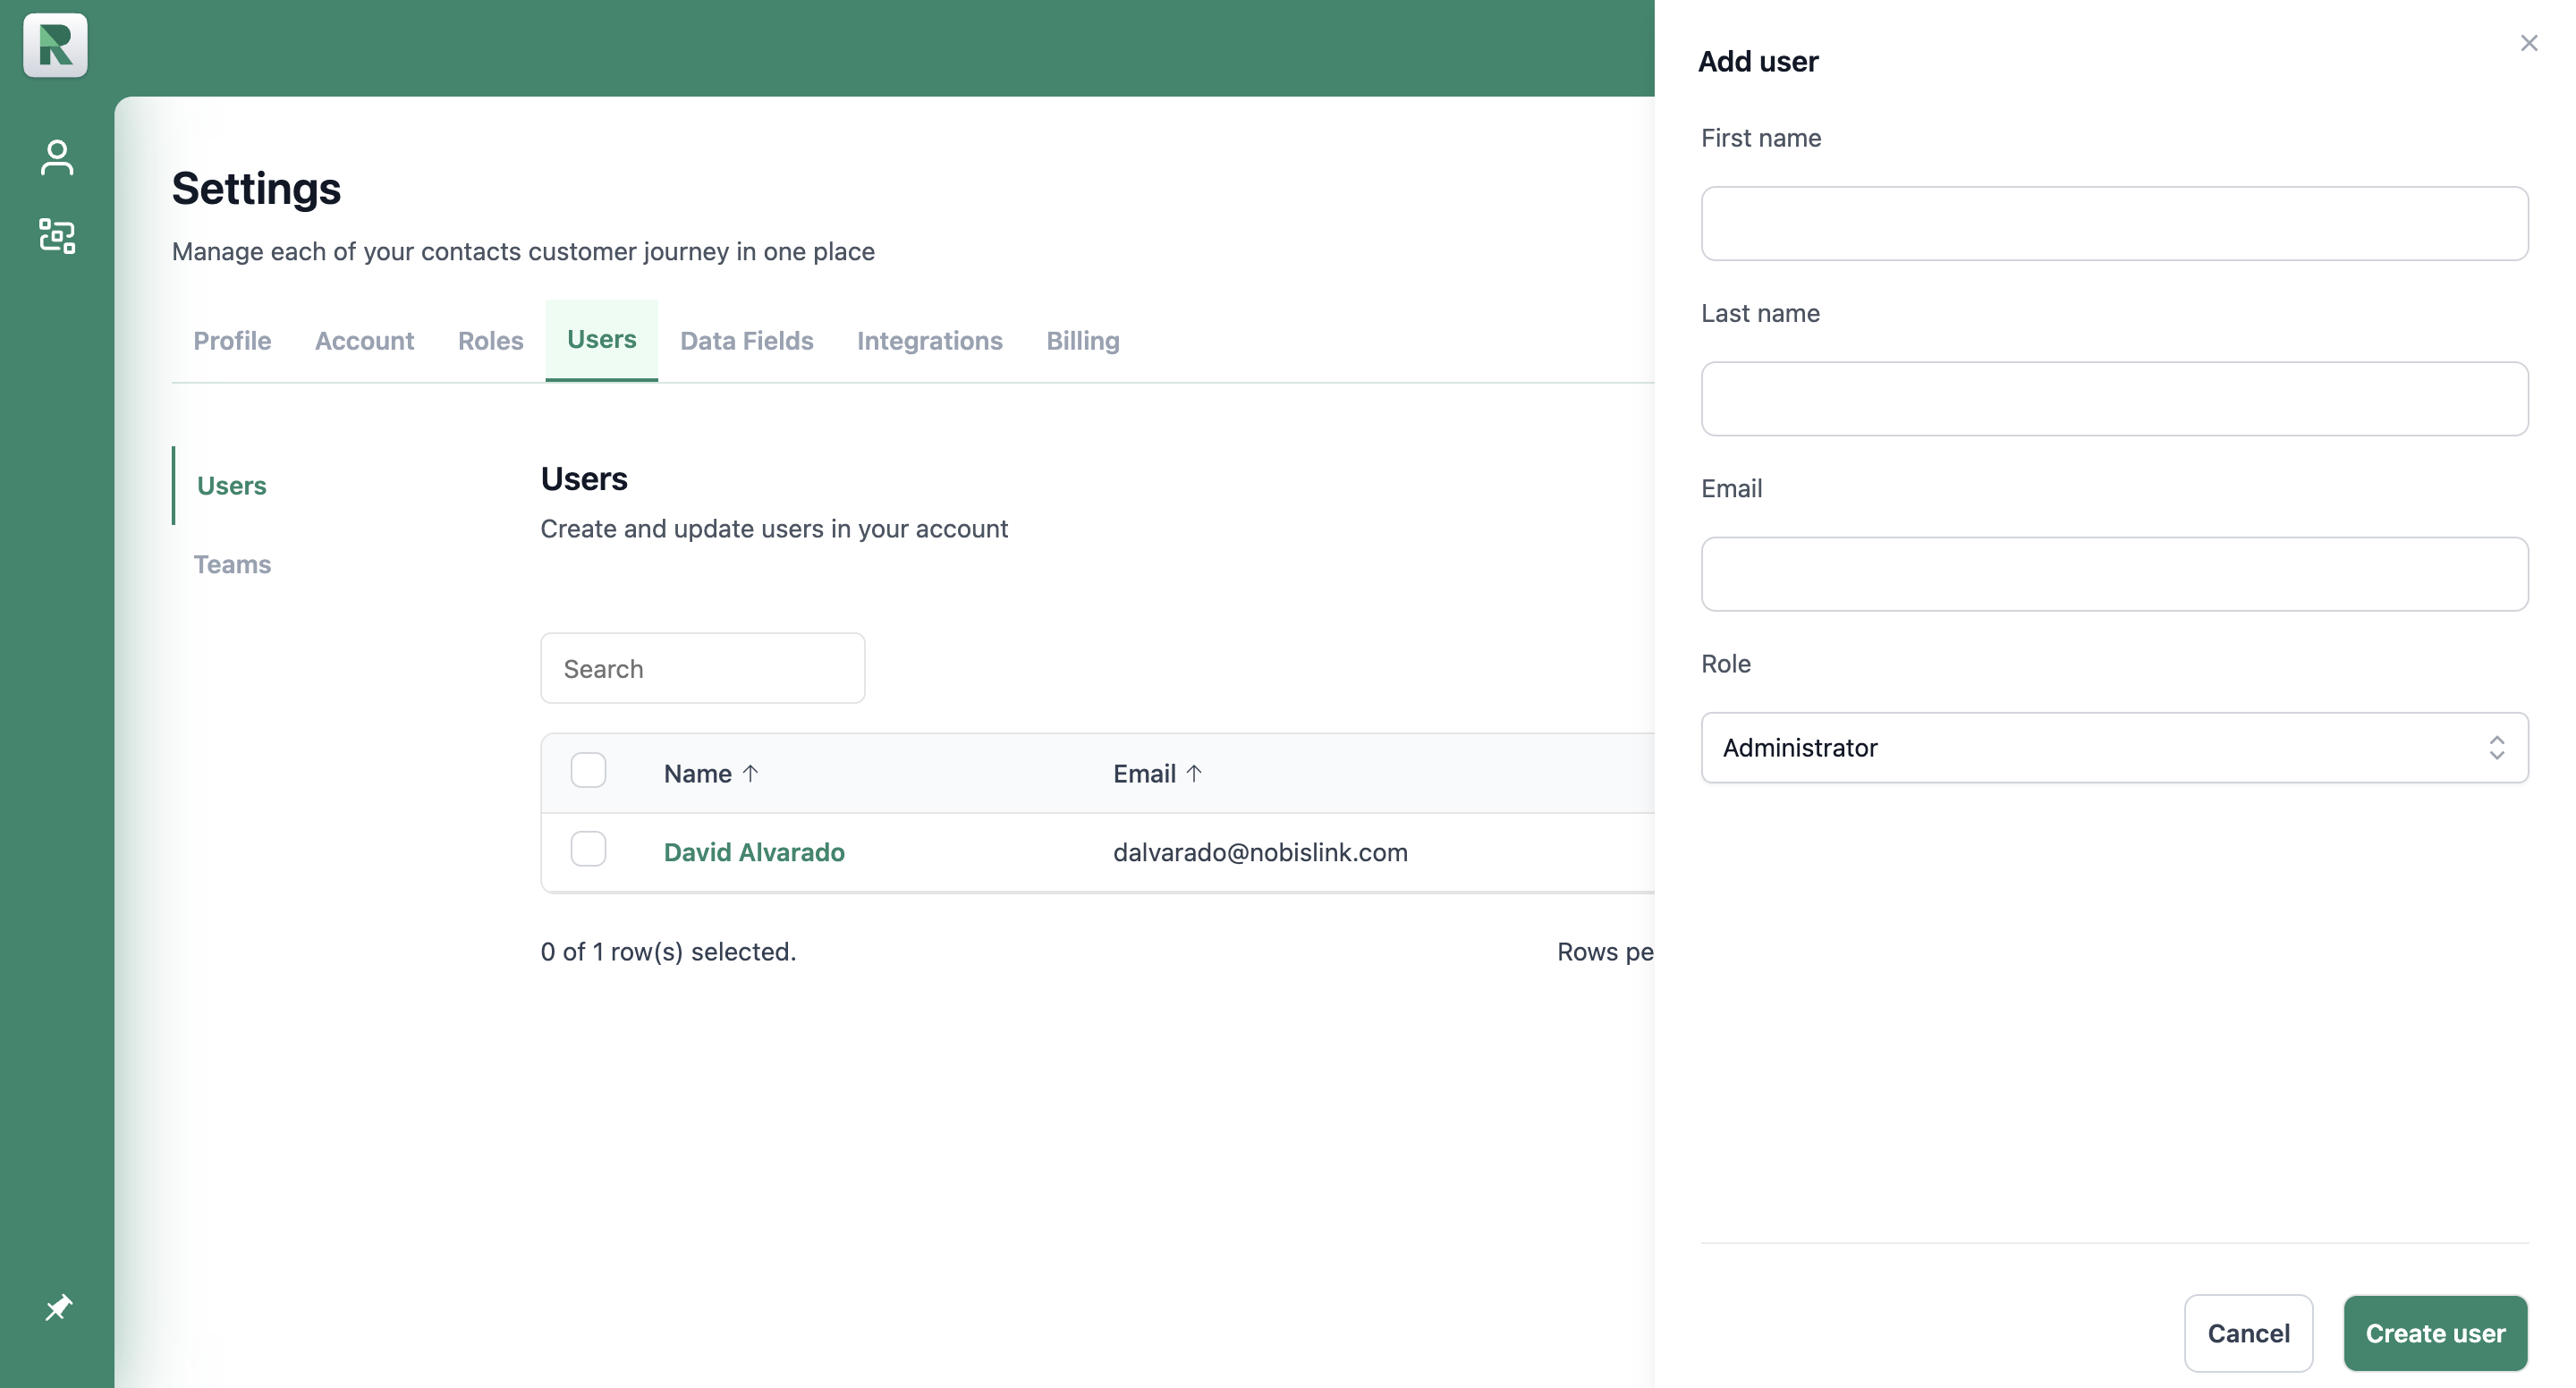 Settings
Manage each of your contacts customer journey in one place
Profile Account Roles Users Data Fields Integrations Billing
Users
Teams
Users
Create and update users in your account
Search
Name ↑ Email ↑
David Alvarado dalvarado@nobislink.com
0 of 1 row(s) selected. Rows pe
Add user
First name
Last name
Email
Role
Administrator
Cancel Create user